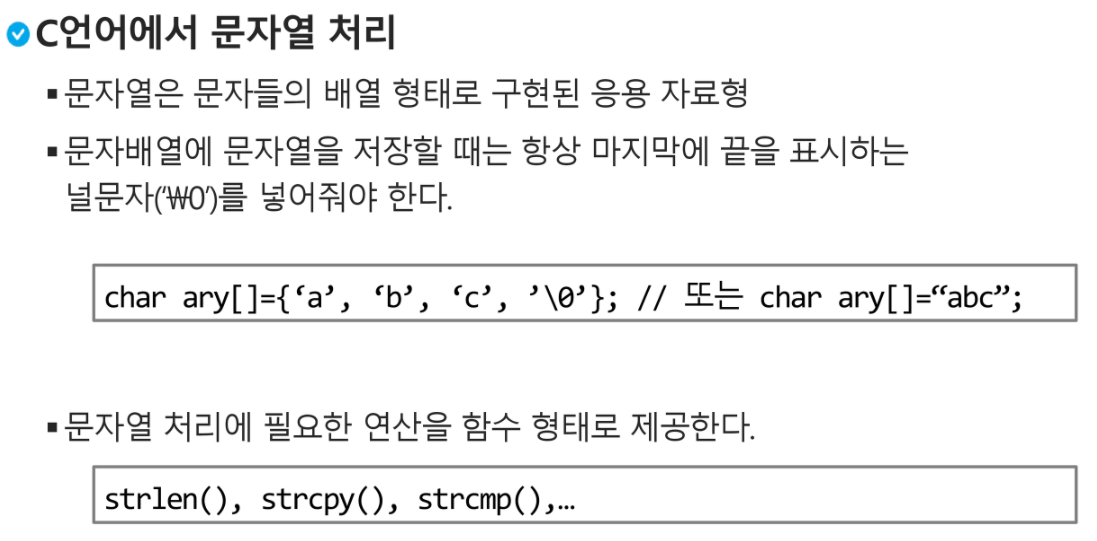 C언어에서 문자열 처리
▪문자열은 문자들의 배열 형태로 구현된 응용 자료형
▪문자배열에 문자열을 저장할 때는 항상 마지막에 끝을 표시하는
널문자(‘₩0’)를 넣어줘야 한다.
char ary[]={‘a’, ‘b’, ‘c’, ’\0’}; // 또는 char ary[]=“abc”;
▪문자열 처리에 필요한 연산을 함수 형태로 제공한다.
strlen(), strcpy(), strcmp(),…